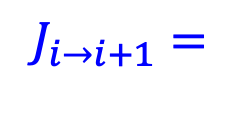 J_{i→i+1} =